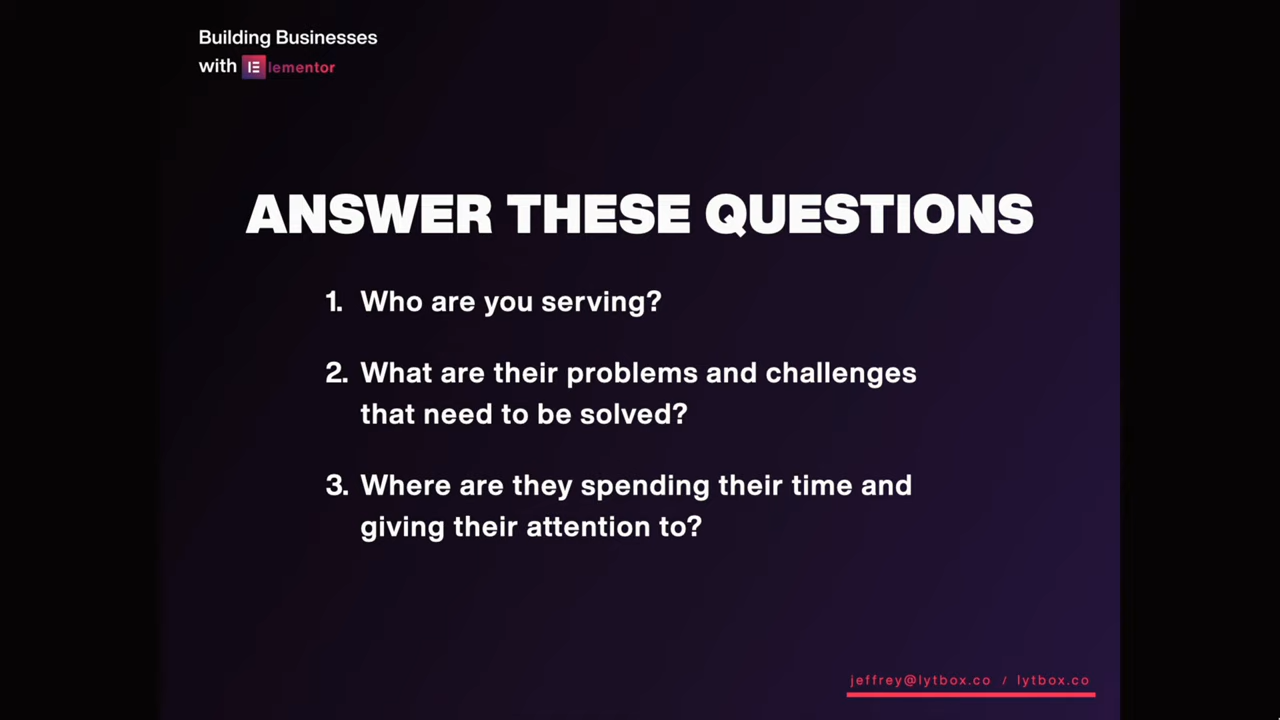 Building Businesses
with Elementor
ANSWER THESE QUESTIONS
1. Who are you serving?
2. What are their problems and challenges
that need to be solved?
3. Where are they spending their time and
giving their attention to?
jeffrey@lytbox.co / lytbox.co